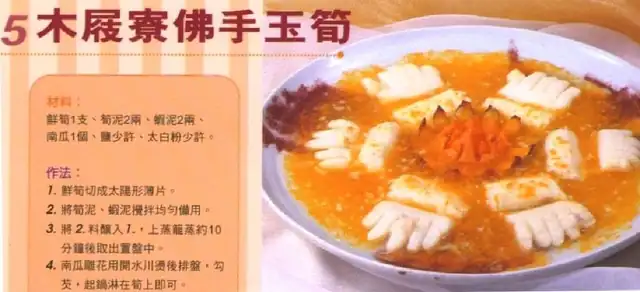 5 木屐寮佛手玉筍
材料：
鮮筍1支、筍泥2兩、蝦泥2兩、
南瓜1個、鹽少許、太白粉少許。
作法：
1. 鮮筍切成太陽形薄片。
2. 將筍泥、蝦泥攪拌均勻備用。
3. 將2.料釀入1.，上蒸籠蒸約10
分鐘後取出置盤中。
4. 南瓜雕花用開水川燙後排盤，勾
芡，起鍋淋在筍上即可。